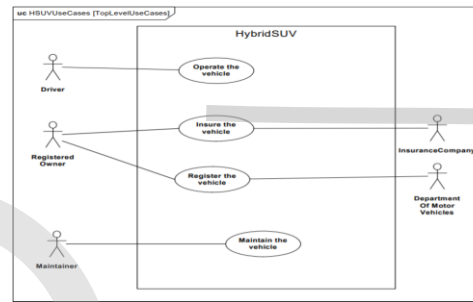 uc HSUVUseCases [TopLevelUseCases]
HybridSUV
Operate the
vehicle
Driver
Insure the
vehicle
Registered
Owner
InsuranceCompany
Register the
vehicle
Department
Of Motor
Vehicles
Maintain the
vehicle
Maintainer